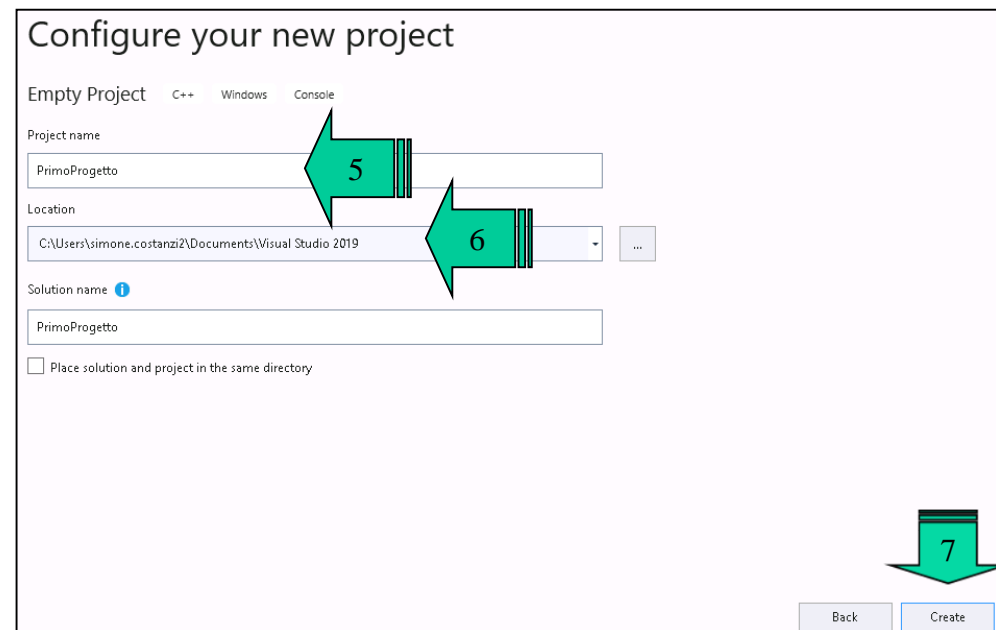 Configure your new project
Empty Project C++ Windows Console
Project name
PrimoProgetto
5
Location
C:\Users\simone.costanzi2\Documents\Visual Studio 2019
6
...
Solution name
PrimoProgetto
Place solution and project in the same directory
7
Back Create